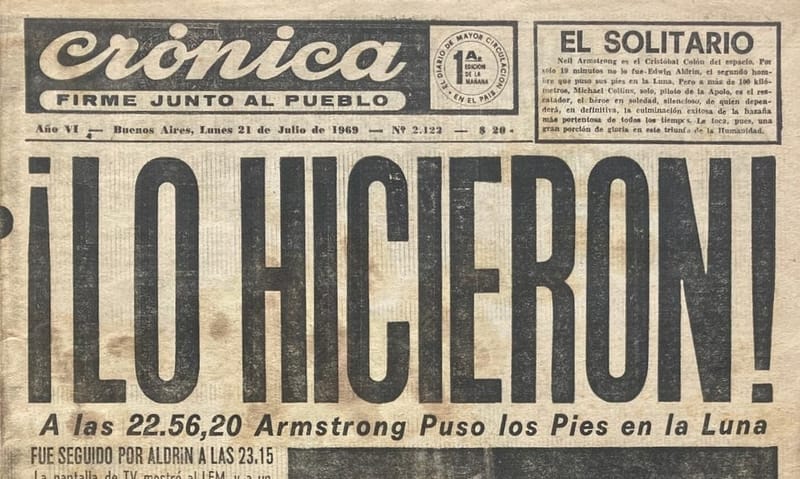 crónica
FIRME JUNTO AL PUEBLO
EL DIARIO DE MAYOR CIRCULACION
1A.
EDICION
DE LA
MAÑANA
EN EL PAIS
EL SOLITARIO
Neil Armstrong es el Cristóbal Colón del espacio. Por
sólo 19 minutos no lo fue Edwin Aldrin, el segundo hom-
bre que puso sus pies en la Luna. Pero a más de 100 kiló-
metros, Michael Collins, solo, piloto de la Apolo, es el res-
catador, el héroe en soledad, silencioso, de quien depen-
derá, en definitiva, la culminación exitosa de la hazaña
más portentosa de todos los tiempos. Le toca, pues, una
gran porción de gloria en este triunfo de la Humanidad.
Año VI — Buenos Aires, Lunes 21 de Julio de 1969 — Nº 2.122 — $ 20
¡LO HICIERON!
A las 22.56,20 Armstrong Puso los Pies en la Luna
FUE SEGUIDO POR ALDRIN A LAS 23.15
La pantalla de TV mostró al LEM, y a un